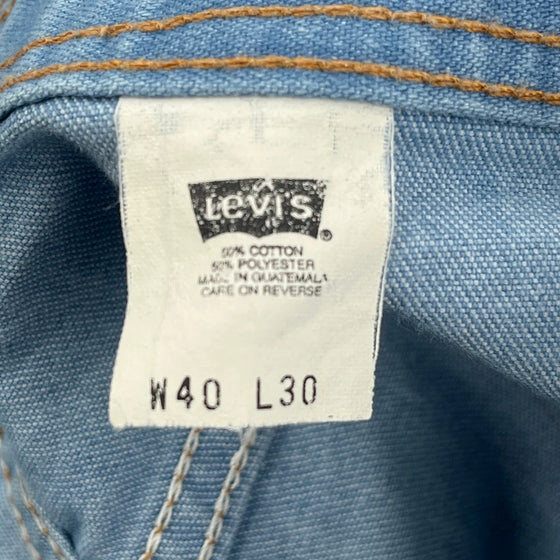 Levi's
®
50% COTTON
50% POLYESTER
MADE IN GUATEMALA
CARE ON REVERSE
W40 L30